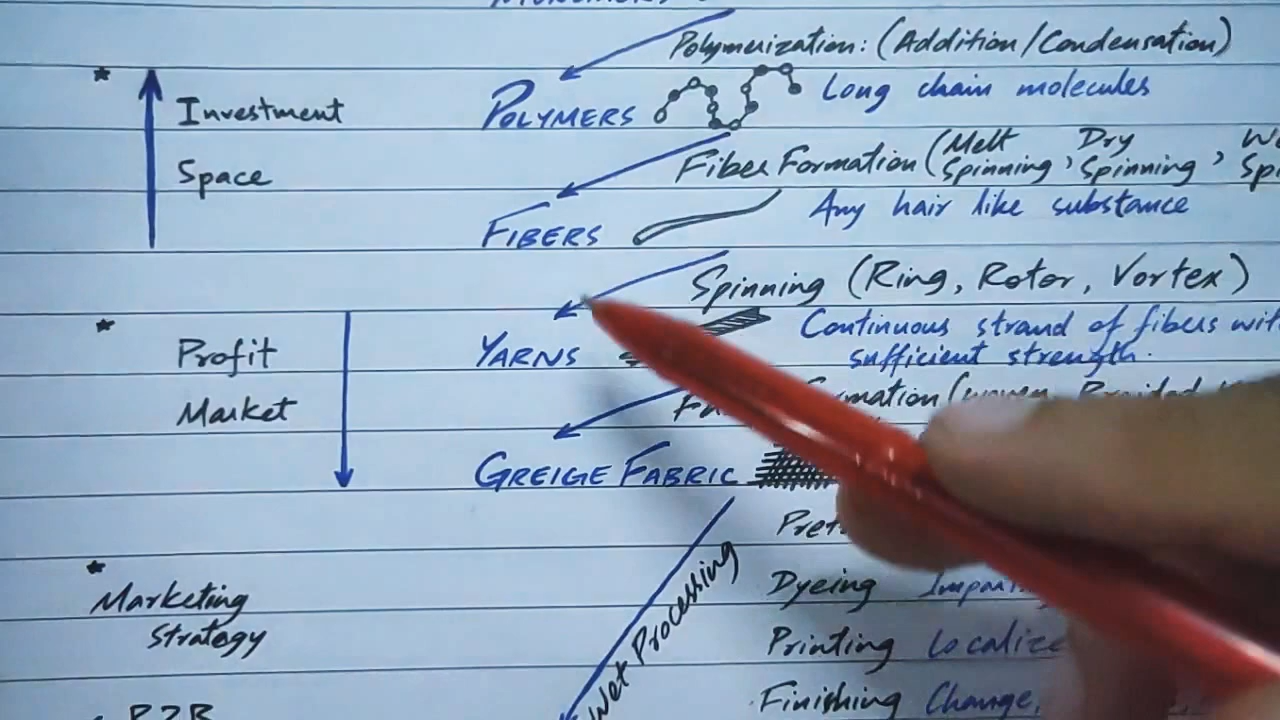 Polymerization: (Addition/Condensation)
* Investment
Space
POLYMERS
Long chain molecules
Fiber Formation (Melt Spinning, Dry Spinning,
FIBERS
Any hair like substance
Spinning (Ring, Rotor, Vortex)
* Profit
Market
YARNS
Continuous strand of fibers
sufficient strength.
GREIGE FABRIC
Wet Processing
* Marketing
Strategy
Dyeing
Printing
Finishing Change,
B2B